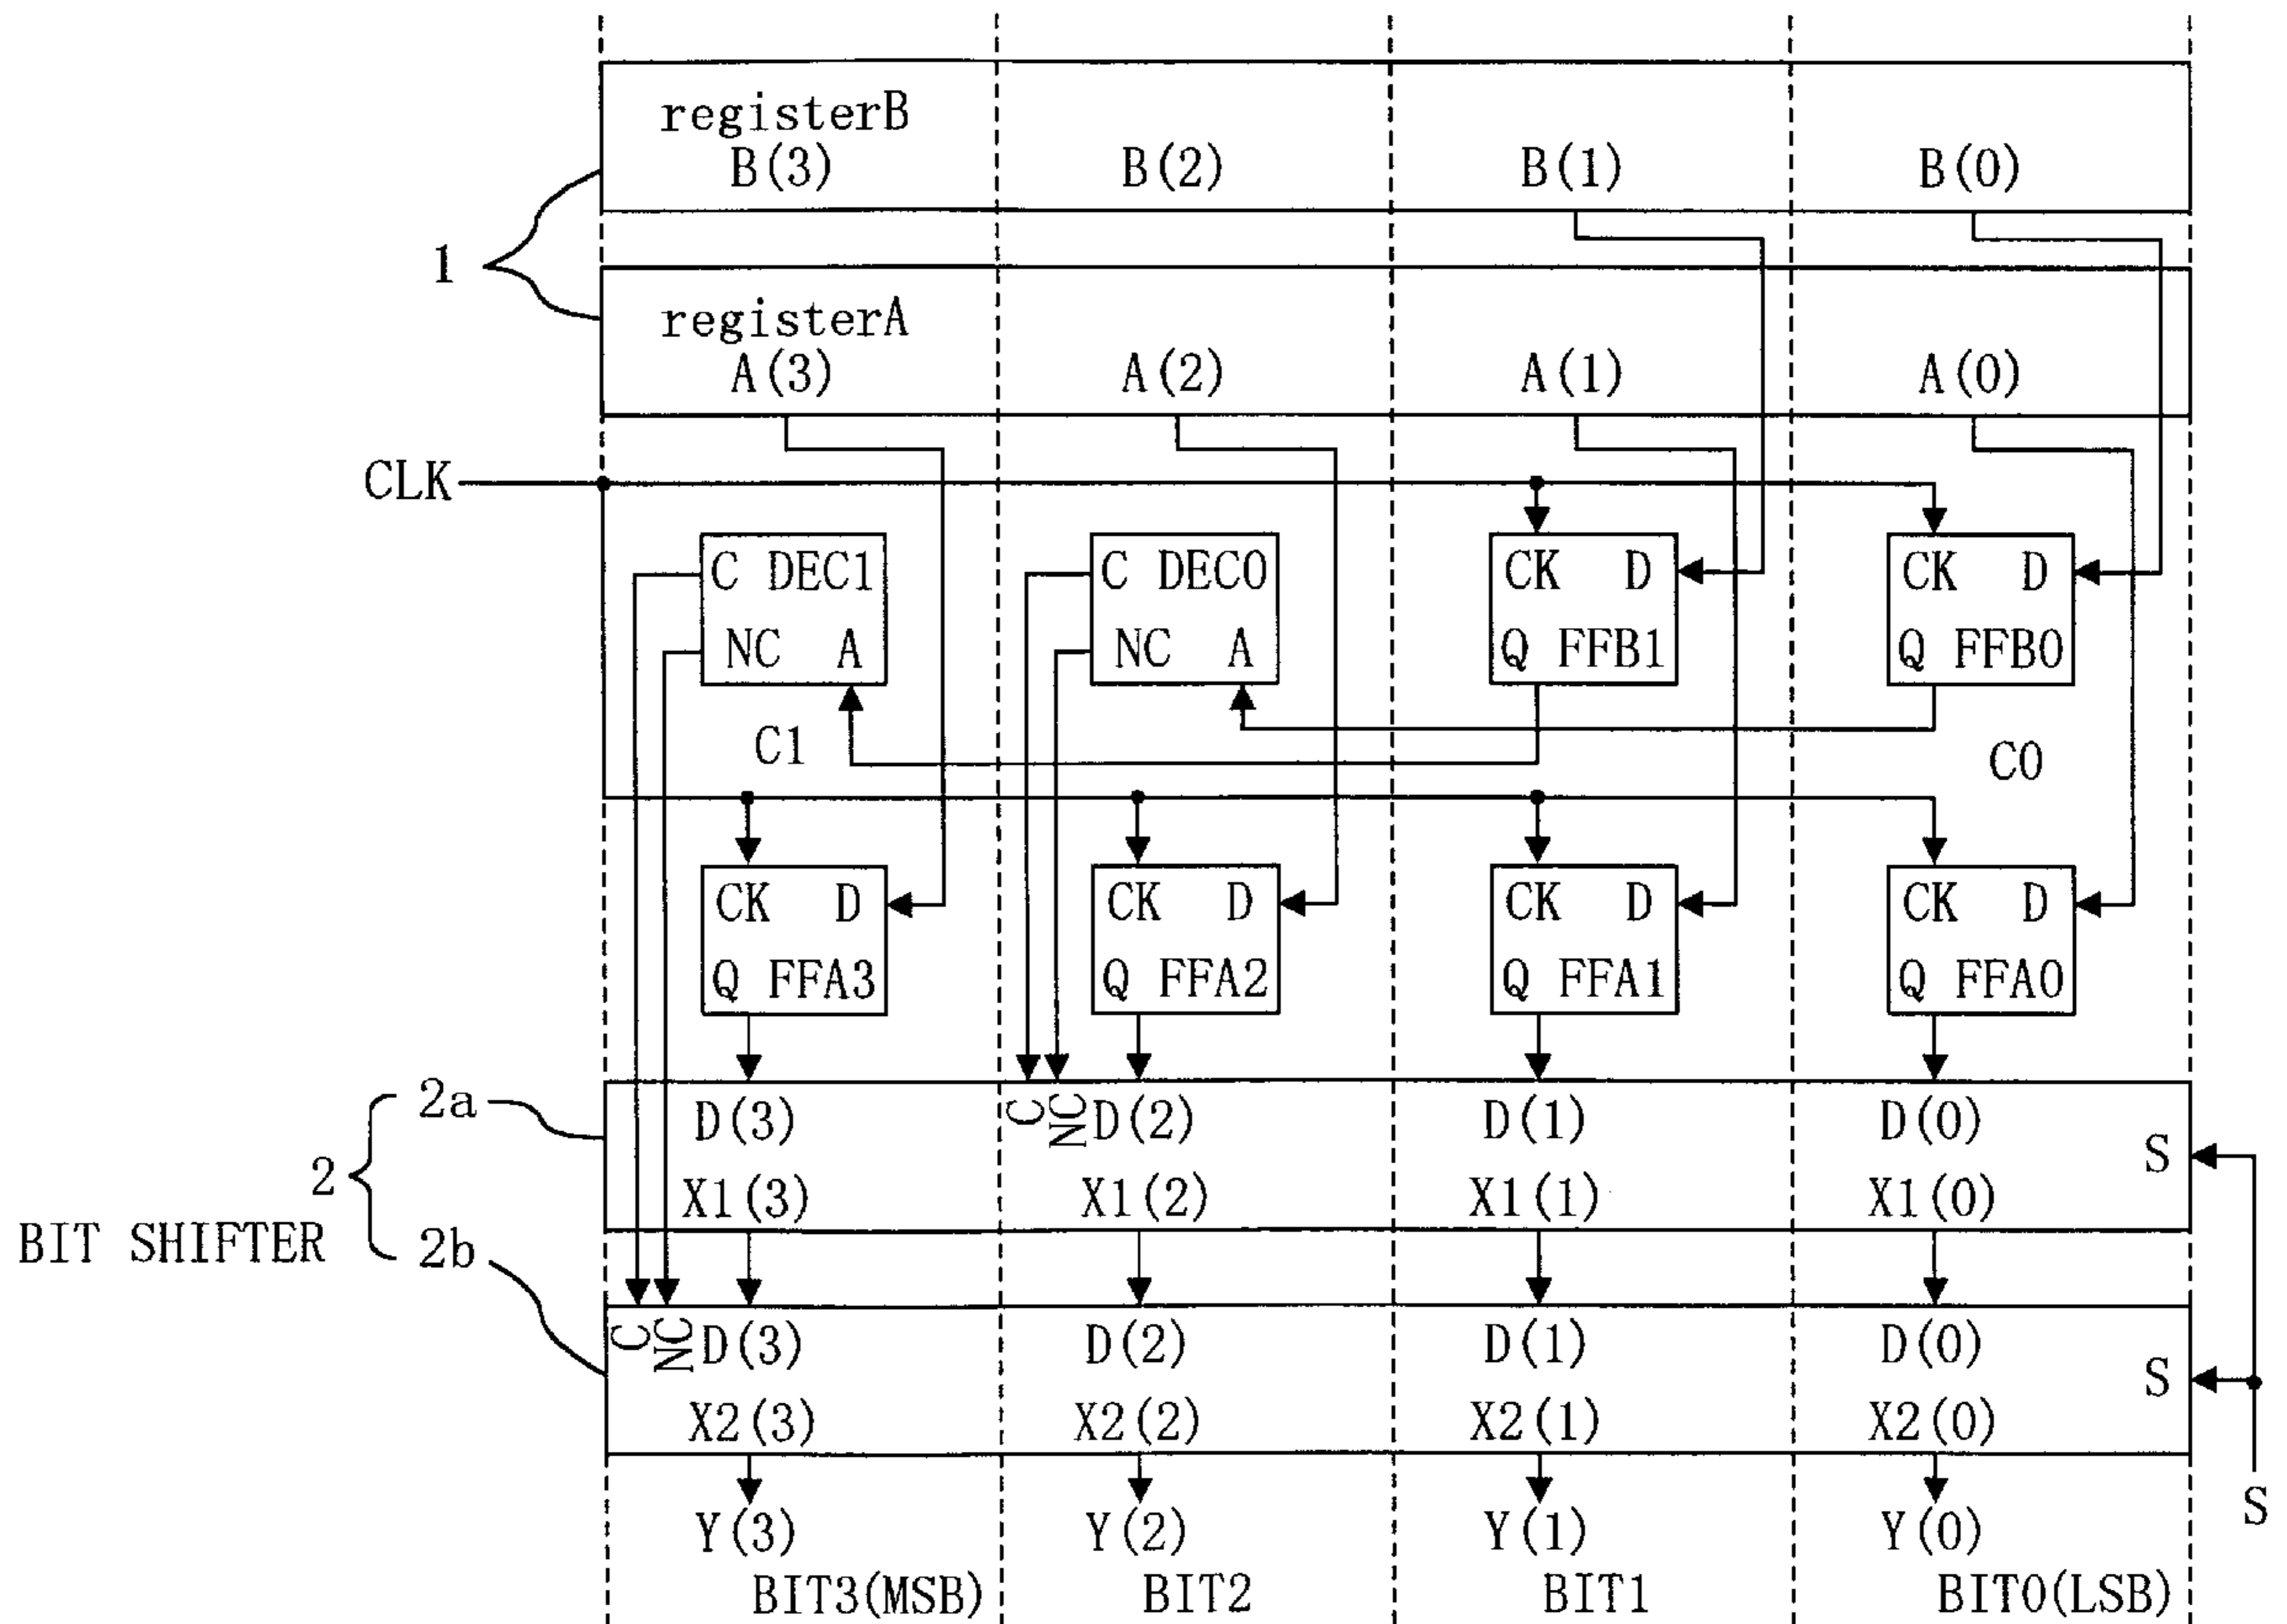 registerB
B(3) B(2) B(1) B(0)
1
registerA
A(3) A(2) A(1) A(0)
CLK
C DEC1 C DEC0 CK D CK D
NC A NC A Q FFB1 Q FFB0
C1 C0
CK D CK D CK D CK D
Q FFA3 Q FFA2 Q FFA1 Q FFA0
2a D(3) C NC D(2) D(1) D(0) S
2 X1(3) X1(2) X1(1) X1(0)
BIT SHIFTER 2b
C NC D(3) D(2) D(1) D(0) S
X2(3) X2(2) X2(1) X2(0)
Y(3) Y(2) Y(1) Y(0) S
BIT3(MSB) BIT2 BIT1 BIT0(LSB)